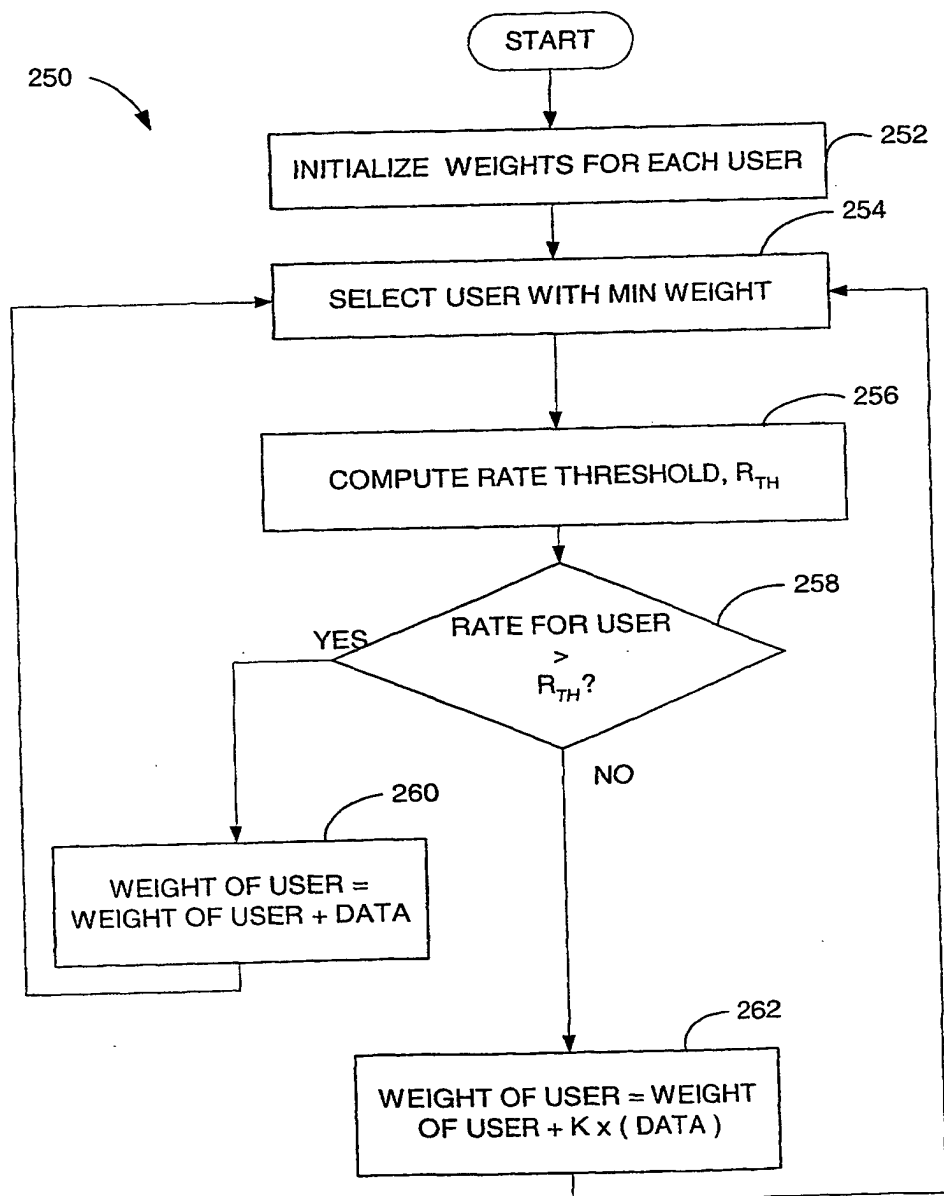 START
250
252
INITIALIZE WEIGHTS FOR EACH USER
254
SELECT USER WITH MIN WEIGHT
256
COMPUTE RATE THRESHOLD, R_TH
258
RATE FOR USER
>
R_TH?
YES
NO
260
WEIGHT OF USER =
WEIGHT OF USER + DATA
262
WEIGHT OF USER = WEIGHT
OF USER + K x ( DATA )